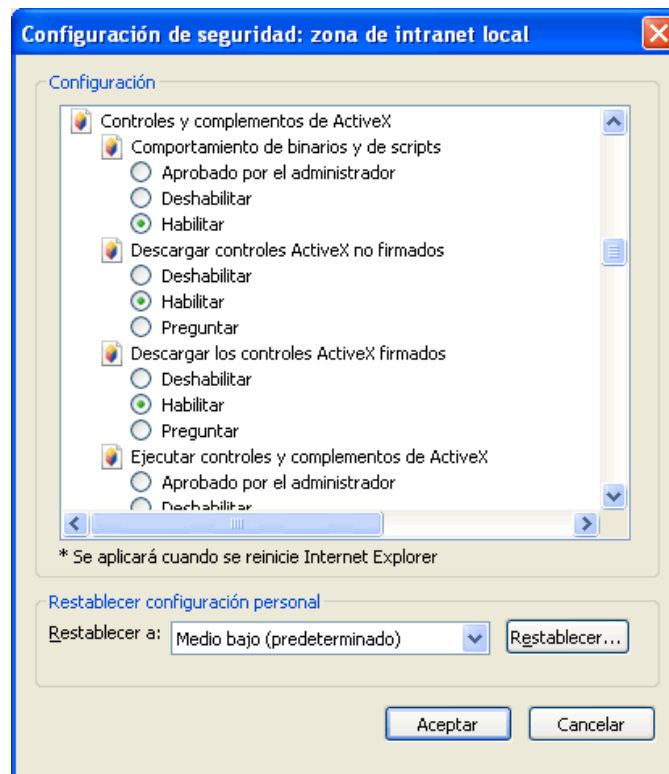 Configuración de seguridad: zona de intranet local
Configuración
Controles y complementos de ActiveX
Comportamiento de binarios y de scripts
Aprobado por el administrador
Deshabilitar
Habilitar
Descargar controles ActiveX no firmados
Deshabilitar
Habilitar
Preguntar
Descargar los controles ActiveX firmados
Deshabilitar
Habilitar
Preguntar
Ejecutar controles y complementos de ActiveX
Aprobado por el administrador
Deshabilitar
* Se aplicará cuando se reinicie Internet Explorer
Restablecer configuración personal
Restablecer a: Medio bajo (predeterminado) Restablecer...
Aceptar Cancelar